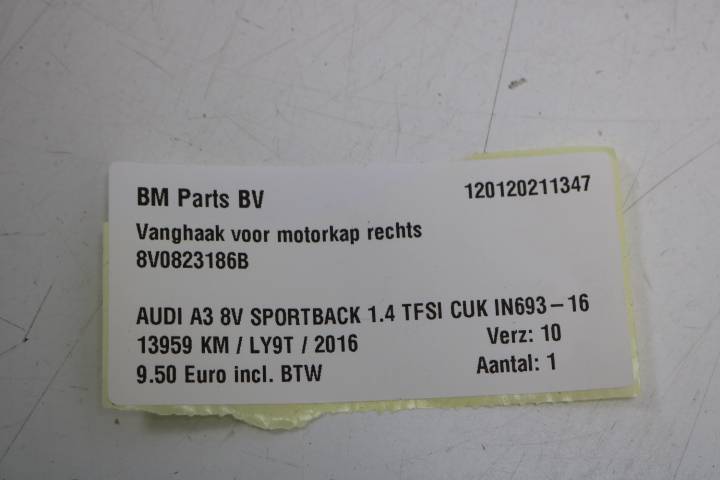 BM Parts BV 120120211347
Vanghaak voor motorkap rechts
8V0823186B
AUDI A3 8V SPORTBACK 1.4 TFSI CUK IN693-16
13959 KM / LY9T / 2016 Verz: 10
9.50 Euro incl. BTW Aantal: 1